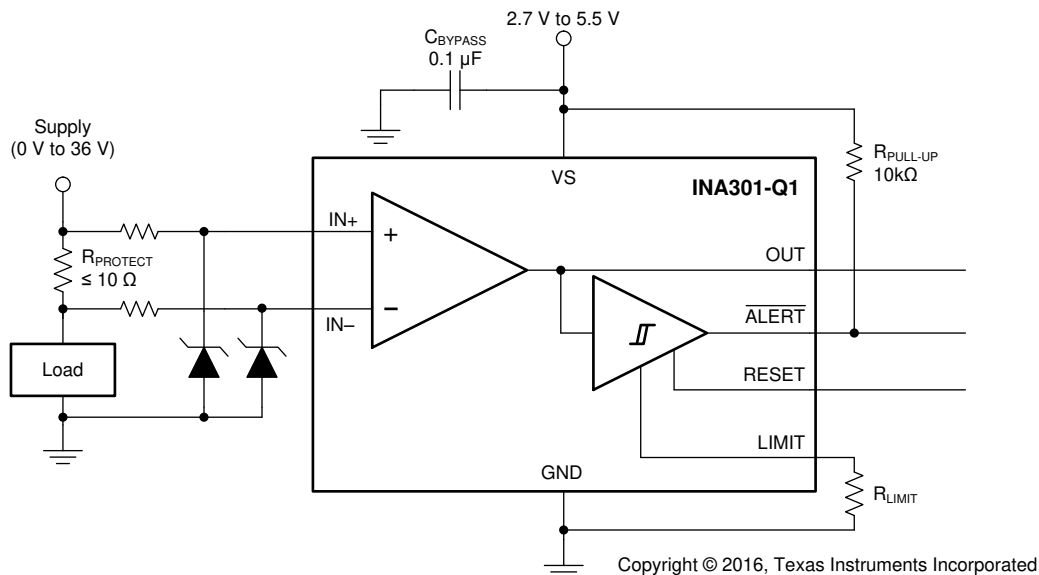 2.7 V to 5.5 V
CBYPASS
0.1 µF
Supply
(0 V to 36 V)
RPULL-UP
10kΩ
VS
INA301-Q1
IN+
+
RPROTECT
≤ 10 Ω
OUT
−
IN−
ALERT
Load
RESET
LIMIT
GND
RLIMIT
Copyright © 2016, Texas Instruments Incorporated